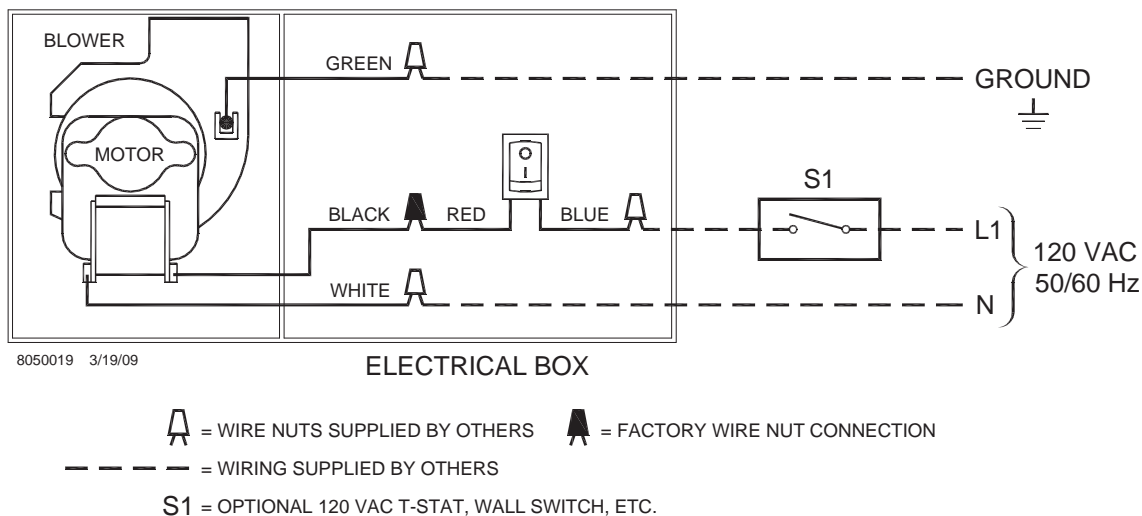 BLOWER
GREEN
GROUND
MOTOR
S1
BLACK
RED
BLUE
L1
120 VAC
50/60 Hz
WHITE
N
8050019 3/19/09
ELECTRICAL BOX
= WIRE NUTS SUPPLIED BY OTHERS
= FACTORY WIRE NUT CONNECTION
= WIRING SUPPLIED BY OTHERS
S1 = OPTIONAL 120 VAC T-STAT, WALL SWITCH, ETC.